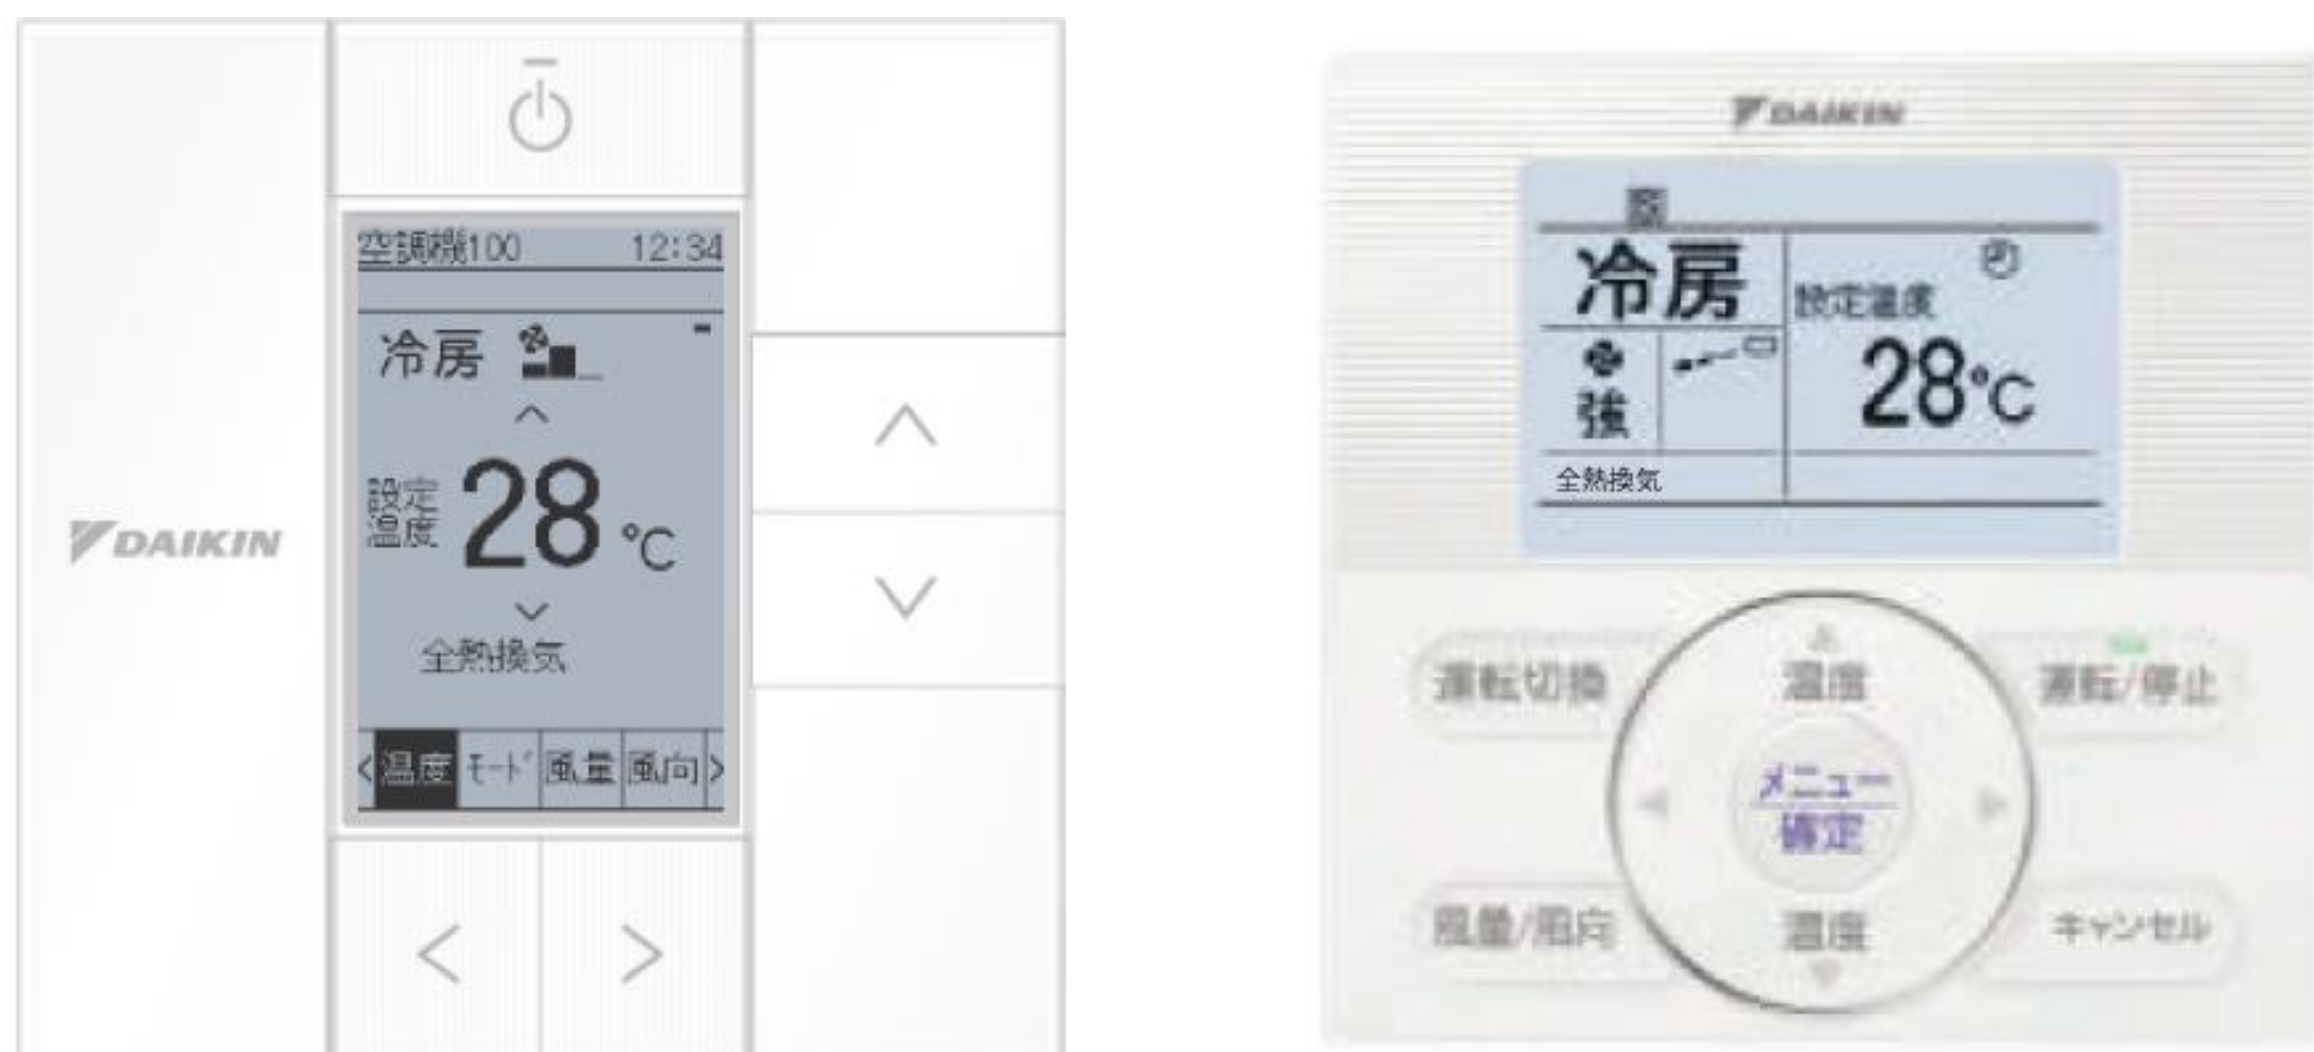 空調機100 12:34
冷房
設定
温度
28 ℃
全熱換気
< 温度 モード 風量 風向 >
DAIKIN
DAIKIN
冷房
設定温度
28℃
強
全熱換気
運転切換
温度
運転/停止
メニュー
確定
風量/風向
温度
キャンセル